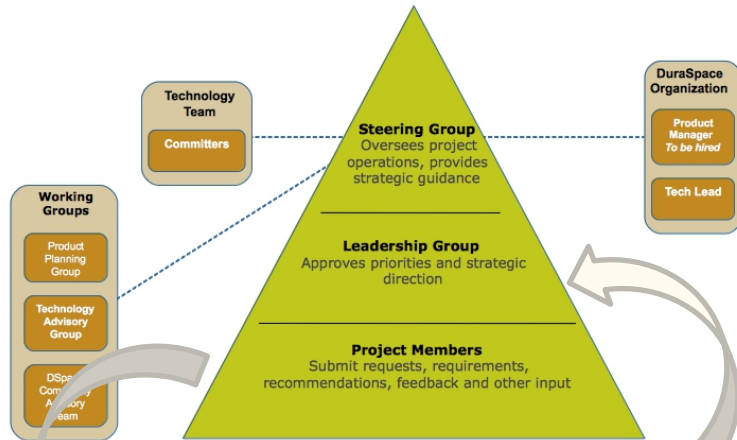 Technology
Team
Committers
DuraSpace
Organization
Product
Manager
To be hired
Tech Lead
Steering Group
Oversees project
operations, provides
strategic guidance
Working
Groups
Product
Planning
Group
Technology
Advisory
Group
Leadership Group
Approves priorities and strategic
direction
Project Members
Submit requests, requirements,
recommendations, feedback and other input